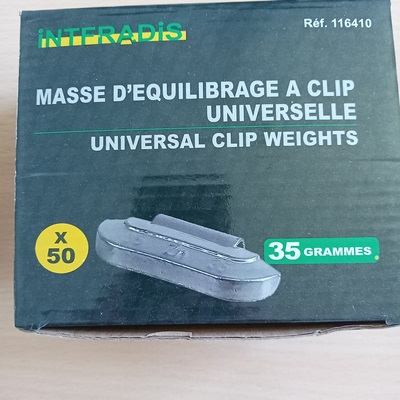 iNTERADiS
Réf. 116410
MASSE D'EQUILIBRAGE A CLIP
UNIVERSELLE
UNIVERSAL CLIP WEIGHTS
X
50
35 GRAMMES